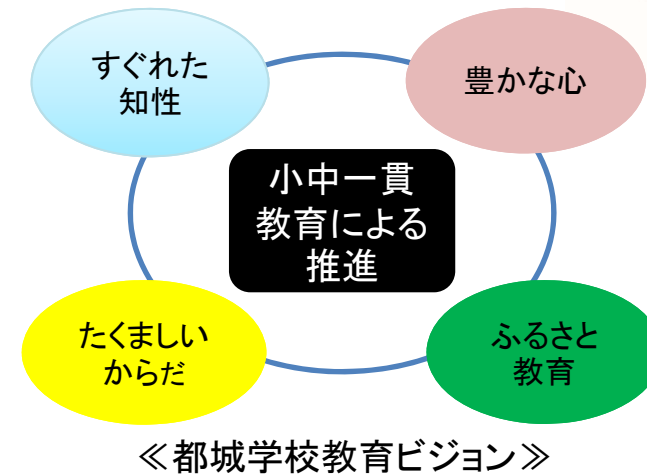 すぐれた
知性
豊かな心
小中一貫
教育による
推進
たくましい
からだ
ふるさと
教育
≪都城学校教育ビジョン≫